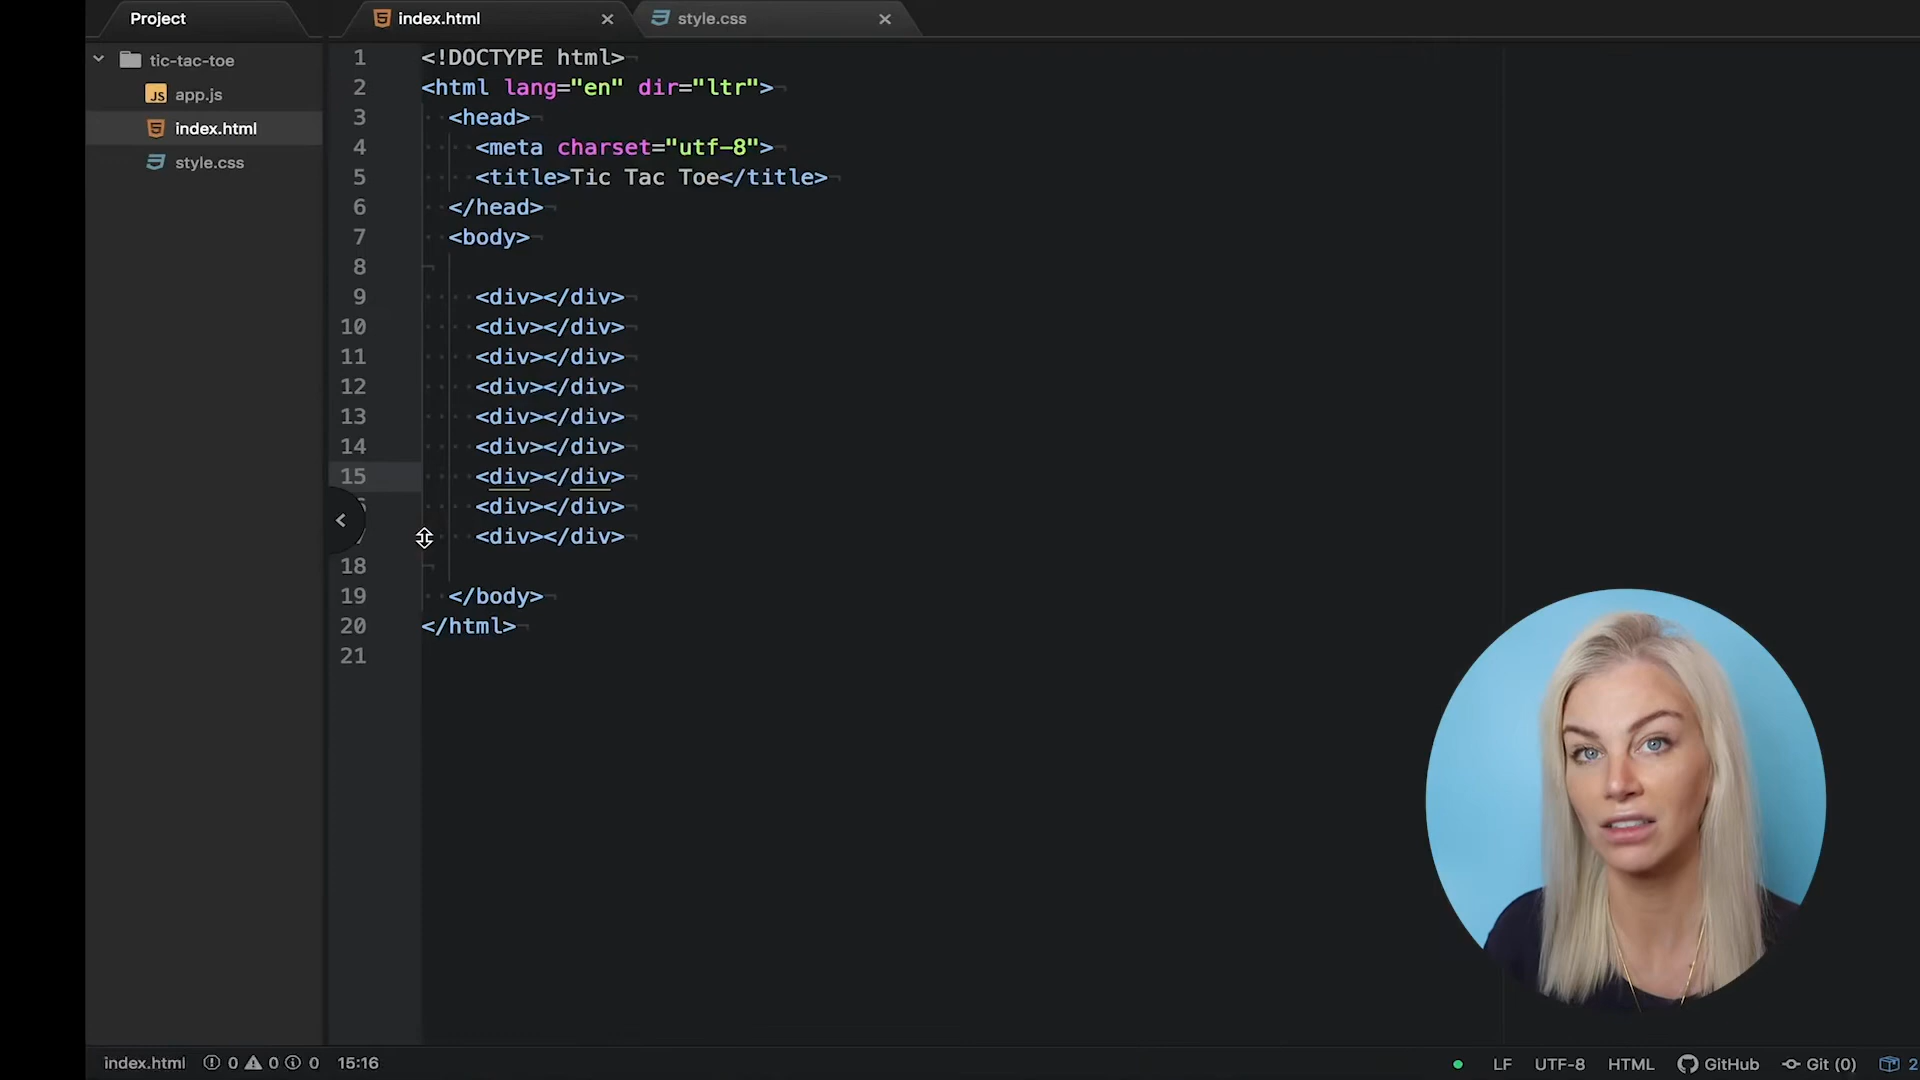 Project
index.html
style.css
tic-tac-toe
JS app.js
index.html
style.css
1 <!DOCTYPE html>
2 <html lang="en" dir="ltr">
3 <head>
4 <meta charset="utf-8">
5 <title>Tic Tac Toe</title>
6 </head>
7 <body>
8
9 <div></div>
10 <div></div>
11 <div></div>
12 <div></div>
13 <div></div>
14 <div></div>
15 <div></div>
<div></div>
<div></div>
18
19 </body>
20 </html>
21
index.html 0 0 0 15:16 LF UTF-8 HTML GitHub Git (0) 2